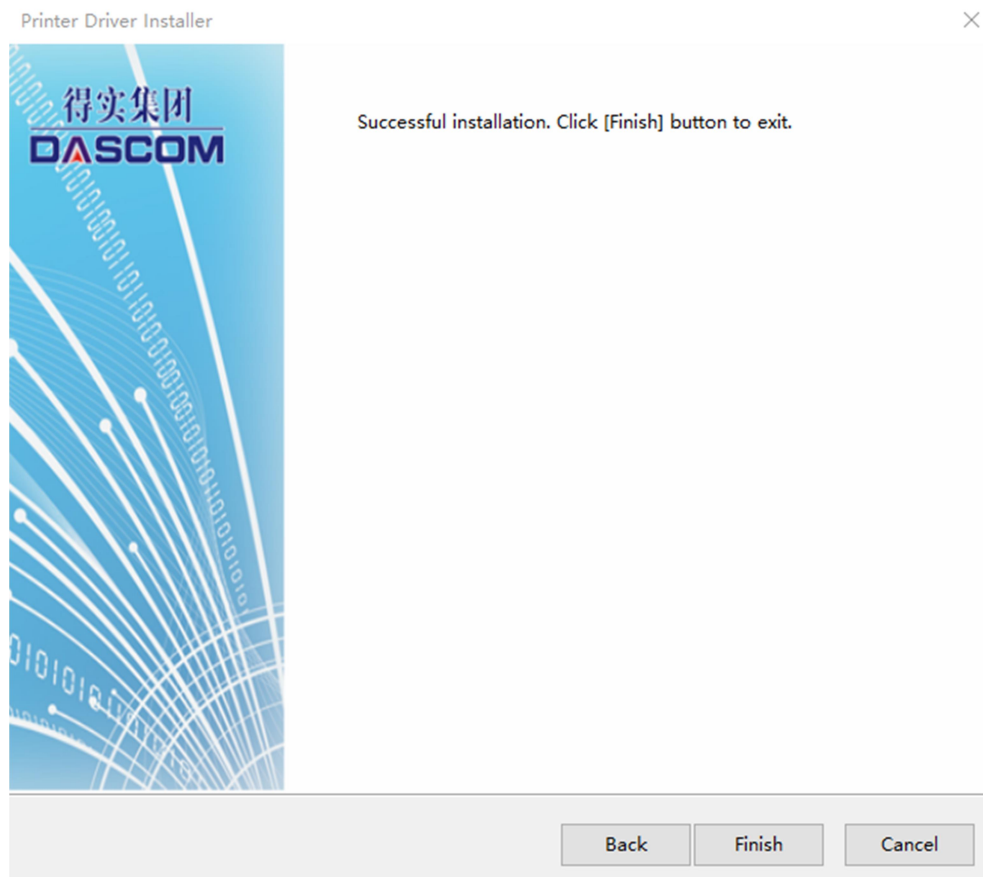 Printer Driver Installer
得实集团
DASCOM
Successful installation. Click [Finish] button to exit.
Back
Finish
Cancel